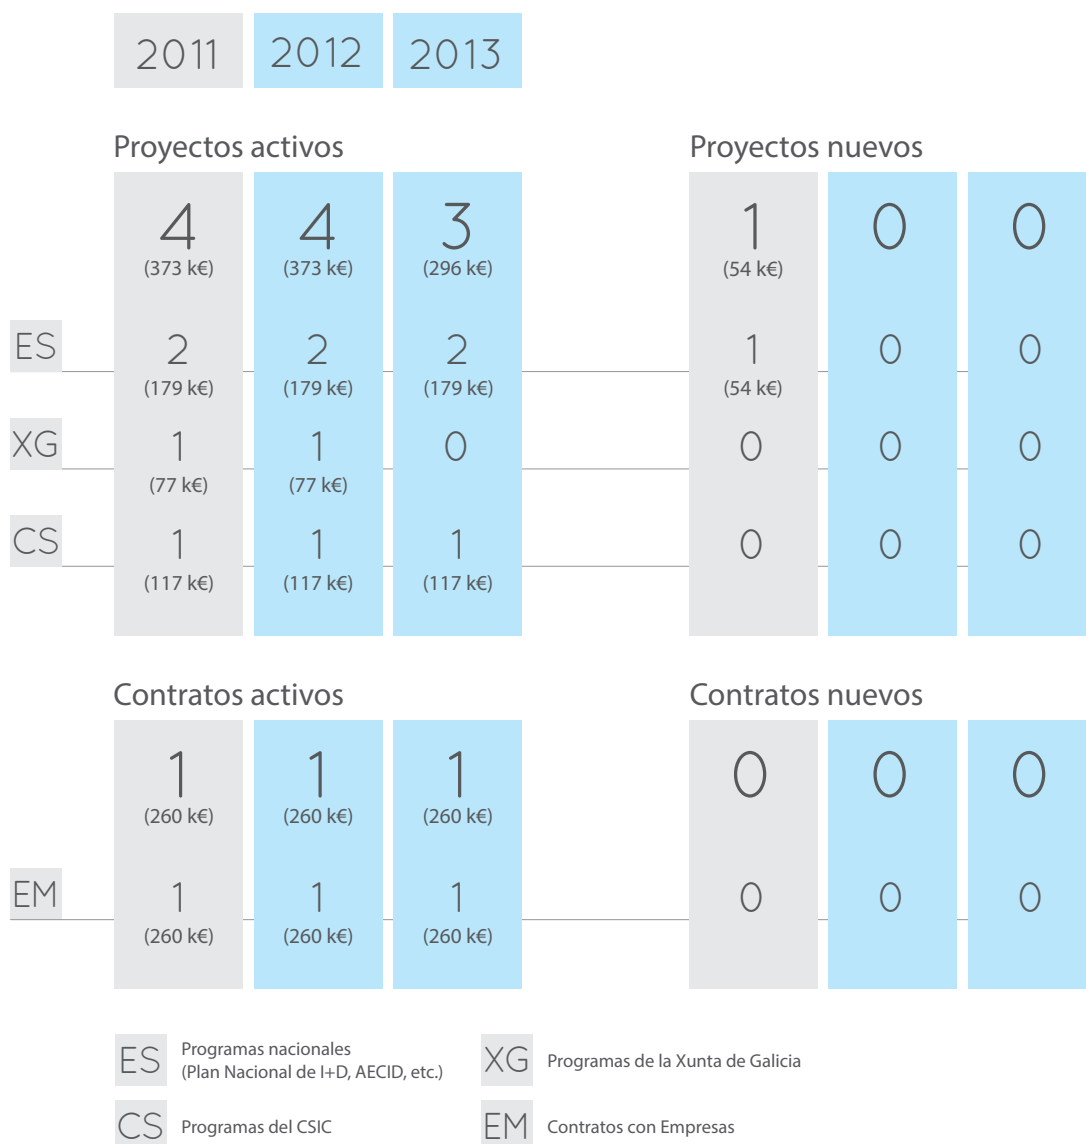 2011 2012 2013
Proyectos activos Proyectos nuevos
4 4 3 1 0 0
(373 k€) (373 k€) (296 k€) (54 k€)
ES 2 2 2 1 0 0
(179 k€) (179 k€) (179 k€) (54 k€)
XG 1 1 0 0 0 0
(77 k€) (77 k€)
CS 1 1 1 0 0 0
(117 k€) (117 k€) (117 k€)
Contratos activos Contratos nuevos
1 1 1 0 0 0
(260 k€) (260 k€) (260 k€)
EM 1 1 1 0 0 0
(260 k€) (260 k€) (260 k€)
ES Programas nacionales
(Plan Nacional de I+D, AECID, etc.)
XG Programas de la Xunta de Galicia
CS Programas del CSIC
EM Contratos con Empresas